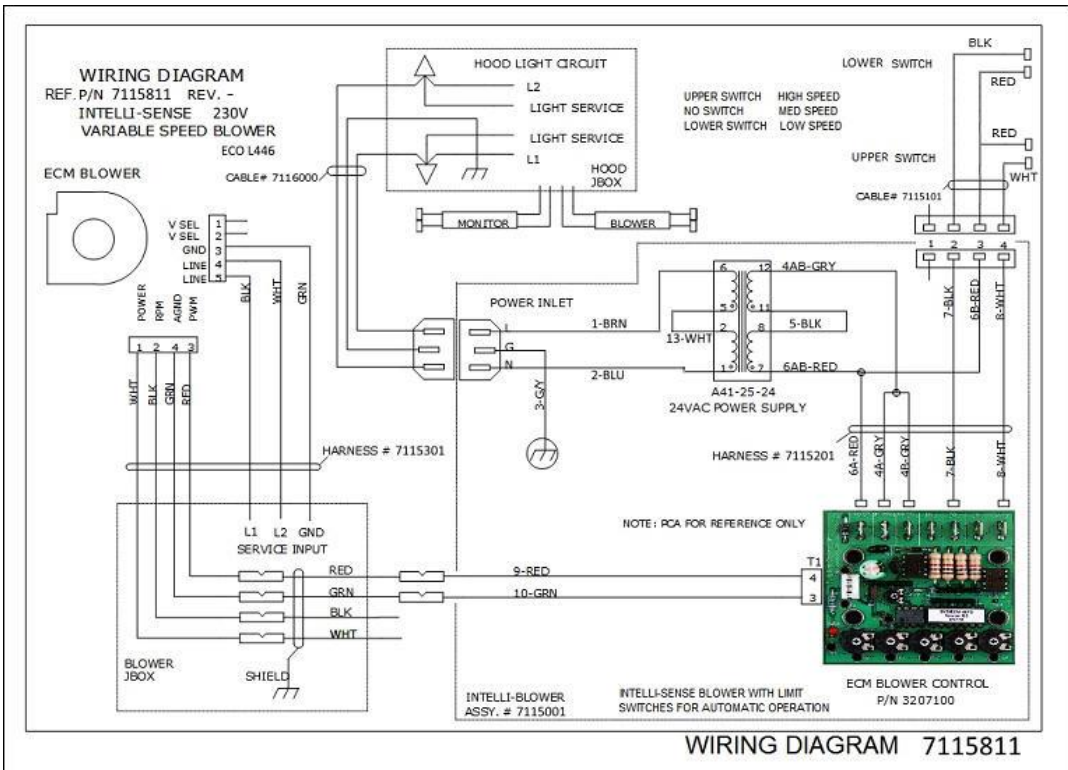 WIRING DIAGRAM
REF. P/N 7115811 REV. -
INTELLI-SENSE 230V
VARIABLE SPEED BLOWER
ECO L446
ECM BLOWER
CABLE# 7116000
HOOD LIGHT CIRCUIT
L2
LIGHT SERVICE
LIGHT SERVICE
L1
HOOD
JBOX
MONITOR
BLOWER
UPPER SWITCH HIGH SPEED
NO SWITCH MED SPEED
LOWER SWITCH LOW SPEED
BLK
LOWER SWITCH
RED
RED
UPPER SWITCH
WHT
CABLE# 7115101
1 2 3 4
7-BLK
6B-RED
8-WHT
V SEL 1
V SEL 2
GND 3
LINE 4
LINE 5
BLK
WHT
GRN
POWER
RPM
AGND
PWM
1 2 4 3
WHT
BLK
GRN
RED
POWER INLET
L
G
N
1-BRN
13-WHT
2-BLU
3-G/Y
6
5
2
1
12
11
8
7
4AB-GRY
5-BLK
6AB-RED
A41-25-24
24VAC POWER SUPPLY
HARNESS # 7115301
HARNESS # 7115201
6A-RED
4A-GRY
4B-GRY
7-BLK
8-WHT
L1 L2 GND
SERVICE INPUT
NOTE: PCA FOR REFERENCE ONLY
RED
GRN
BLK
WHT
9-RED
10-GRN
T1
4
3
BLOWER
JBOX
SHIELD
INTELLI-BLOWER
ASSY. # 7115001
INTELLI-SENSE BLOWER WITH LIMIT
SWITCHES FOR AUTOMATIC OPERATION
ECM BLOWER CONTROL
P/N 3207100
WIRING DIAGRAM 7115811